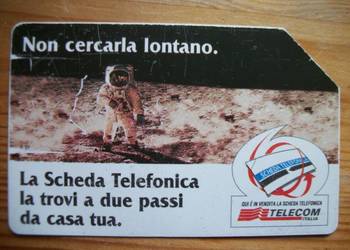 Non cercarla lontano.
La Scheda Telefonica
la trovi a due passi
da casa tua.
SCHEDA TELEFONICA
QUI È IN VENDITA LA SCHEDA TELEFONICA
TELECOM
ITALIA